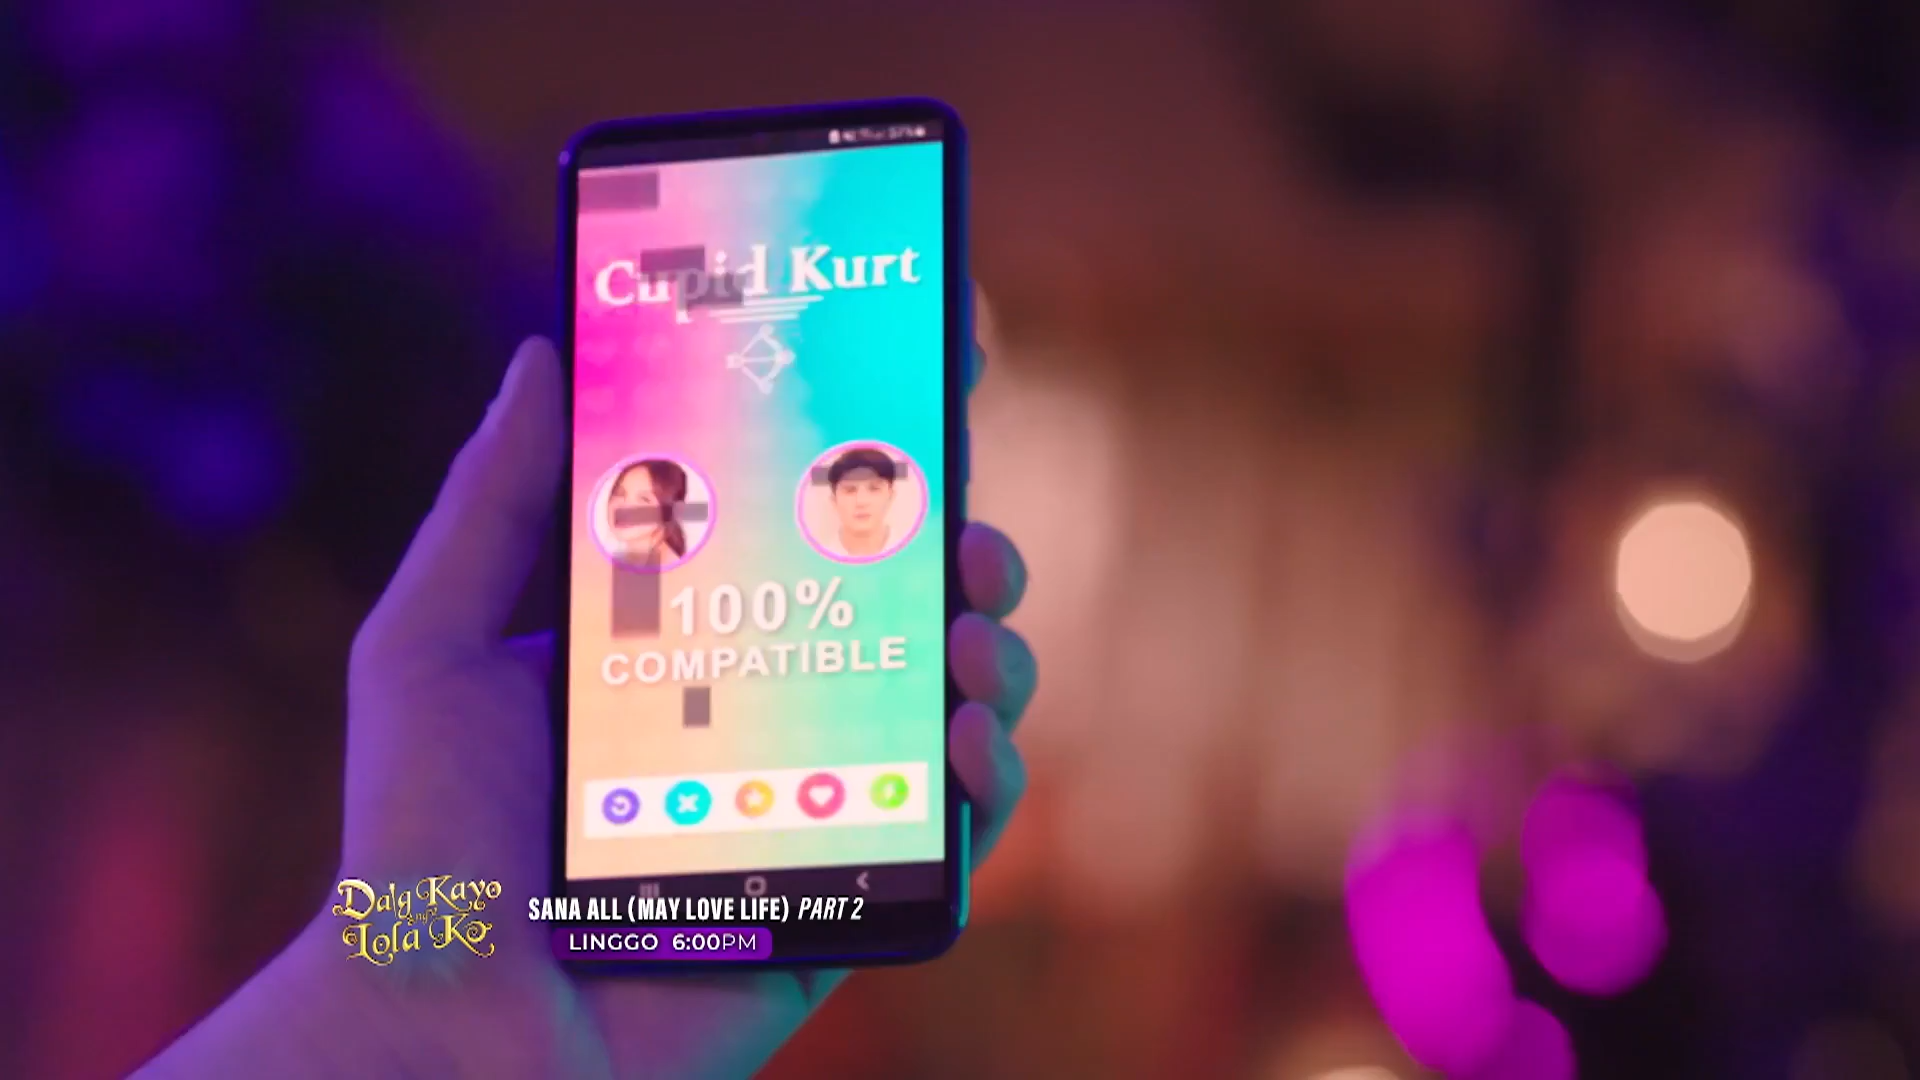 Cupid Kurt
100%
COMPATIBLE
Daig Kayo
ng
Lola Ko
SANA ALL (MAY LOVE LIFE) PART 2
LINGGO 6:00PM